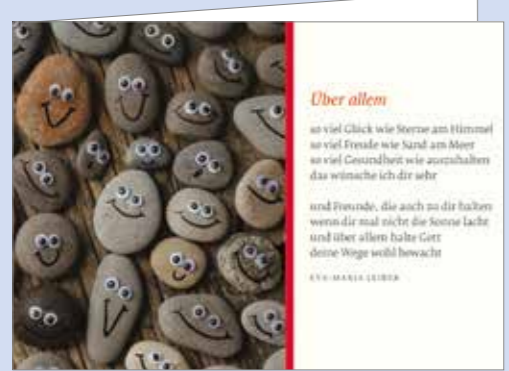 Über allem
so viel Glück wie Sterne am Himmel
so viel Freude wie Sand am Meer
so viel Gesundheit wie auszuhalten
das wünsche ich dir sehr
und Freunde, die auch zu dir halten
wenn dir mal nicht die Sonne lacht
und über allem halte Gott
deine Wege wohl bewacht
EVA-MARIA LEIBER